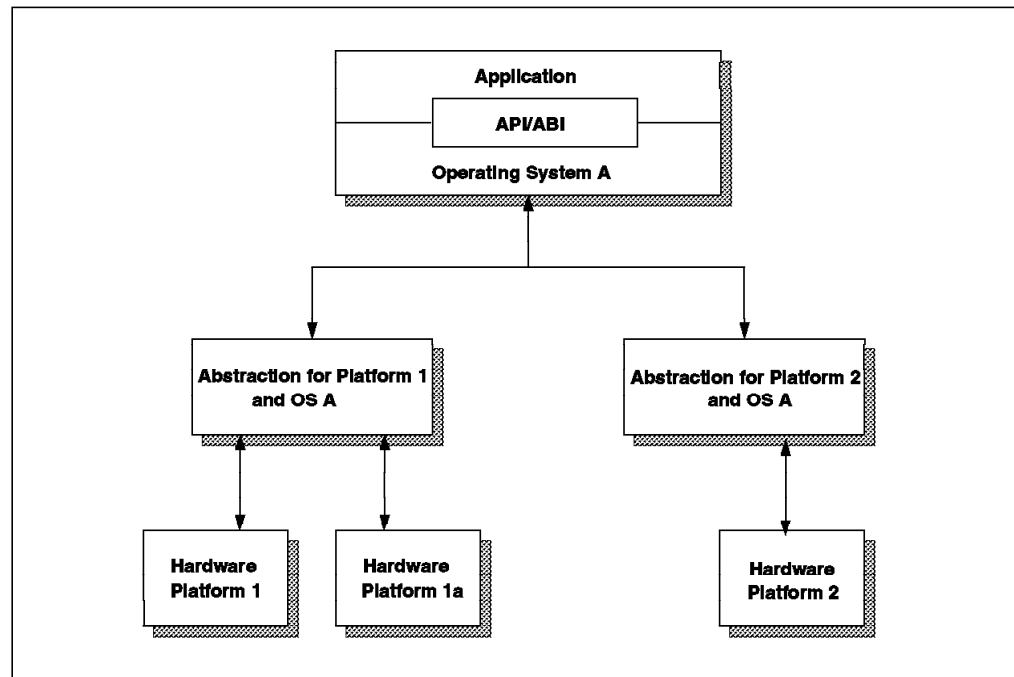 Application
API/ABI
Operating System A
Abstraction for Platform 1
and OS A
Abstraction for Platform 2
and OS A
Hardware
Platform 1
Hardware
Platform 1a
Hardware
Platform 2